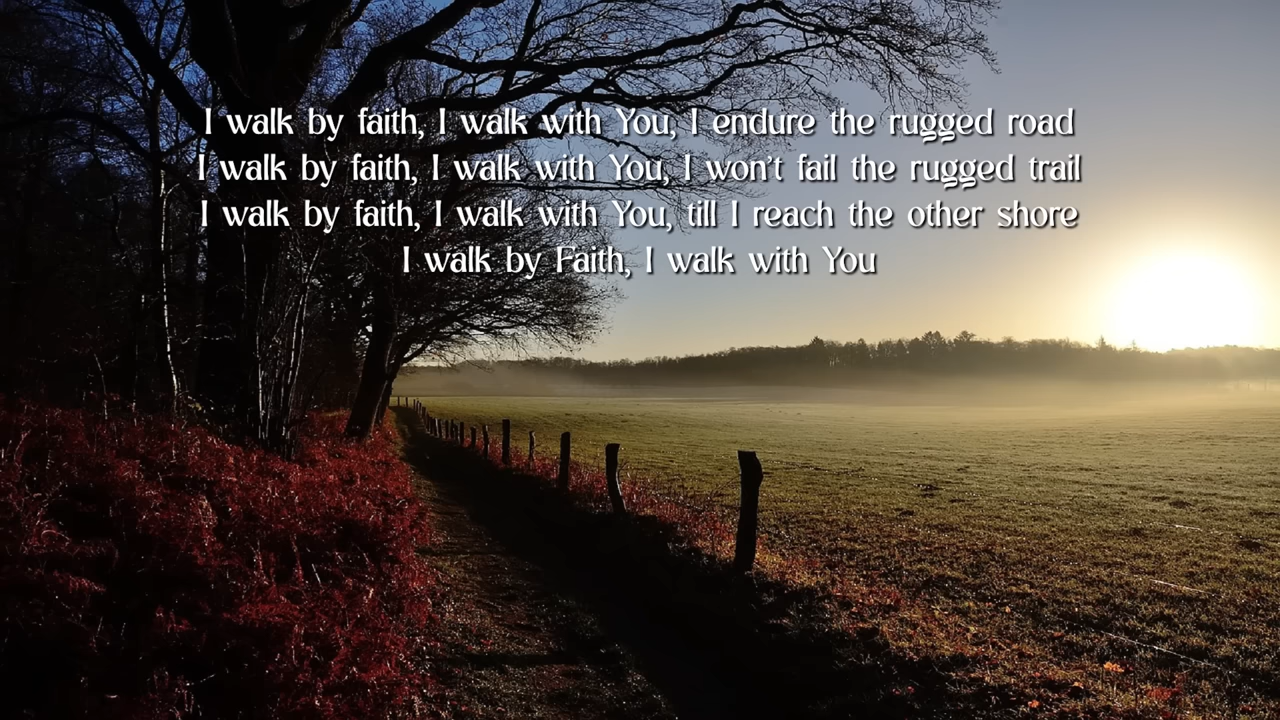 I walk by faith, I walk with You, I endure the rugged road
I walk by faith, I walk with You, I won't fail the rugged trail
I walk by faith, I walk with You, till I reach the other shore
I walk by Faith, I walk with You